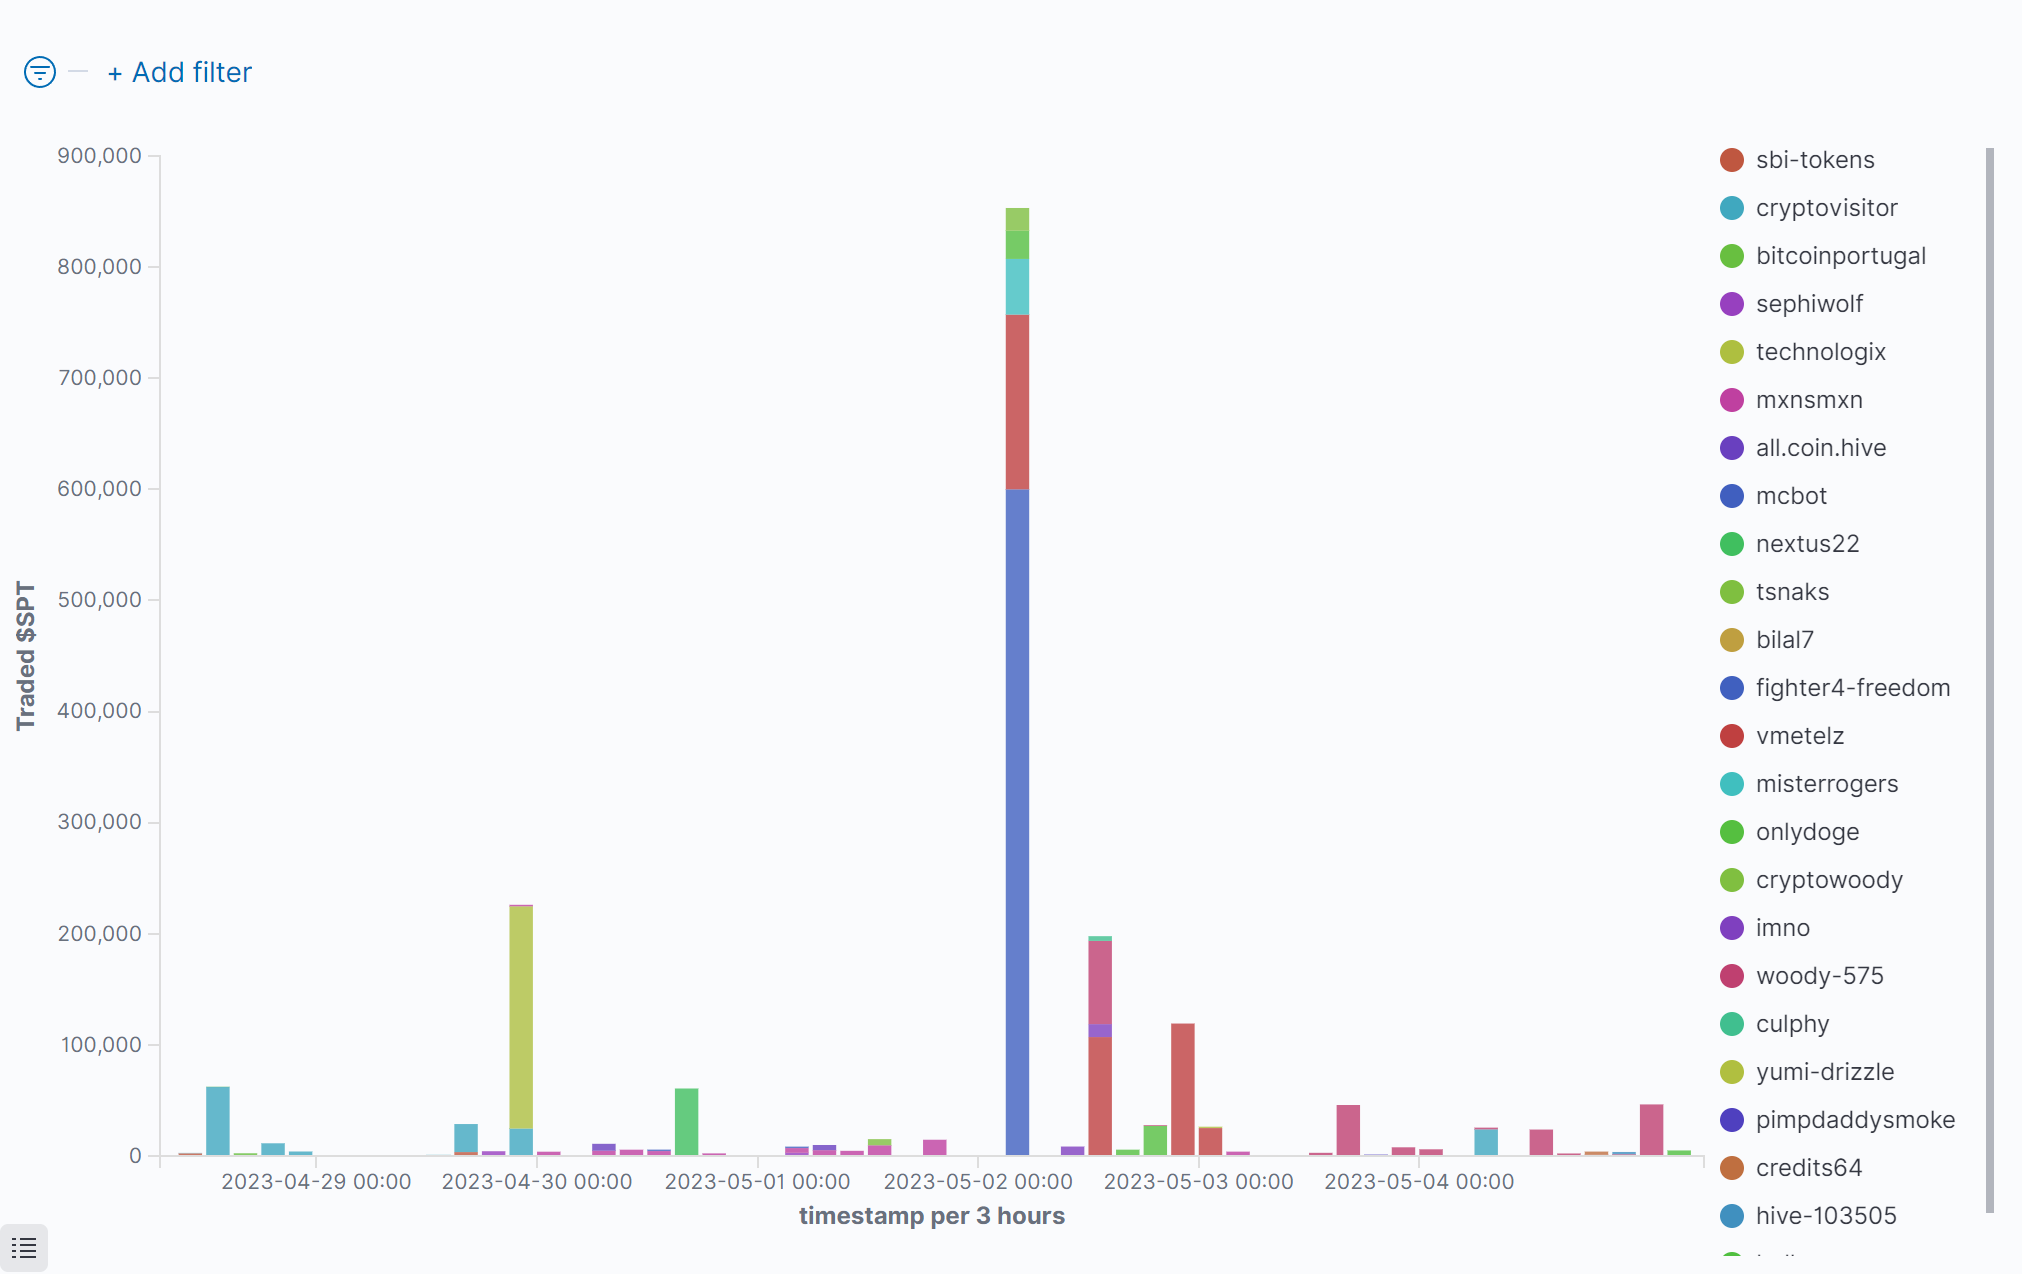 + Add filter
900,000
800,000
700,000
600,000
500,000
400,000
300,000
200,000
100,000
0
Traded $SPT
2023-04-29 00:00
2023-04-30 00:00
2023-05-01 00:00
2023-05-02 00:00
2023-05-03 00:00
2023-05-04 00:00
timestamp per 3 hours
sbi-tokens
cryptovisitor
bitcoinportugal
sephiwolf
technologix
mxnsmxn
all.coin.hive
mcbot
nextus22
tsnaks
bilal7
fighter4-freedom
vmetelz
misterrogers
onlydoge
cryptowoody
imno
woody-575
culphy
yumi-drizzle
pimpdaddysmoke
credits64
hive-103505